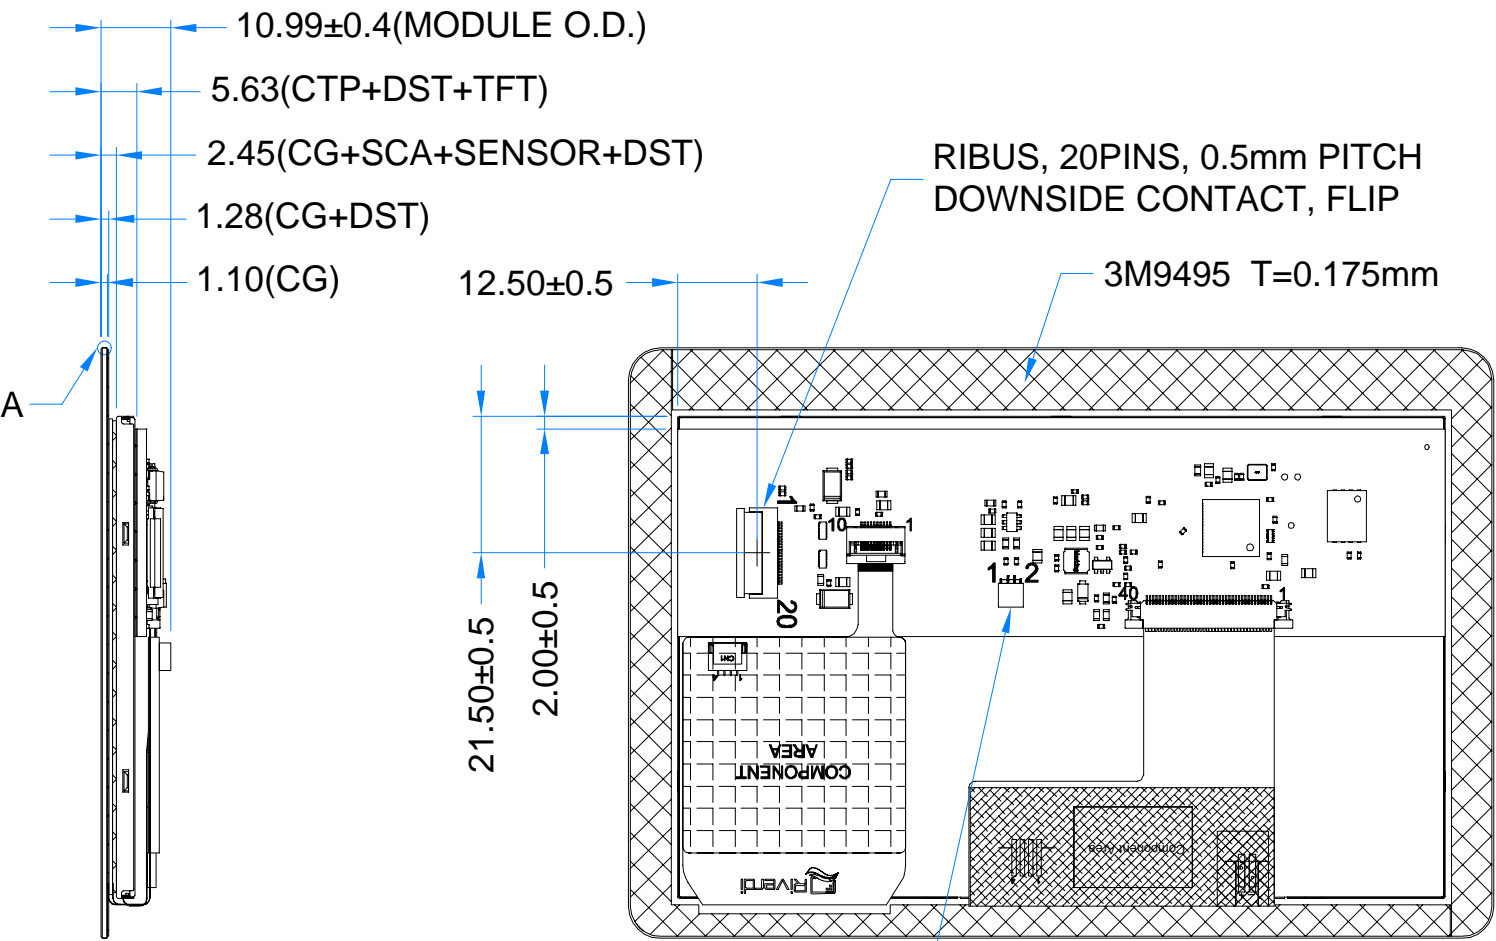 10.99±0.4(MODULE O.D.)
5.63(CTP+DST+TFT)
2.45(CG+SCA+SENSOR+DST)
1.28(CG+DST)
1.10(CG)
RIBUS, 20PINS, 0.5mm PITCH
DOWNSIDE CONTACT, FLIP
12.50±0.5
3M9495 T=0.175mm
A
21.50±0.5
2.00±0.5
1
20
10
1
1
2
40
1
CN1
COMPONENT
AREA
Component Area
Riverdi